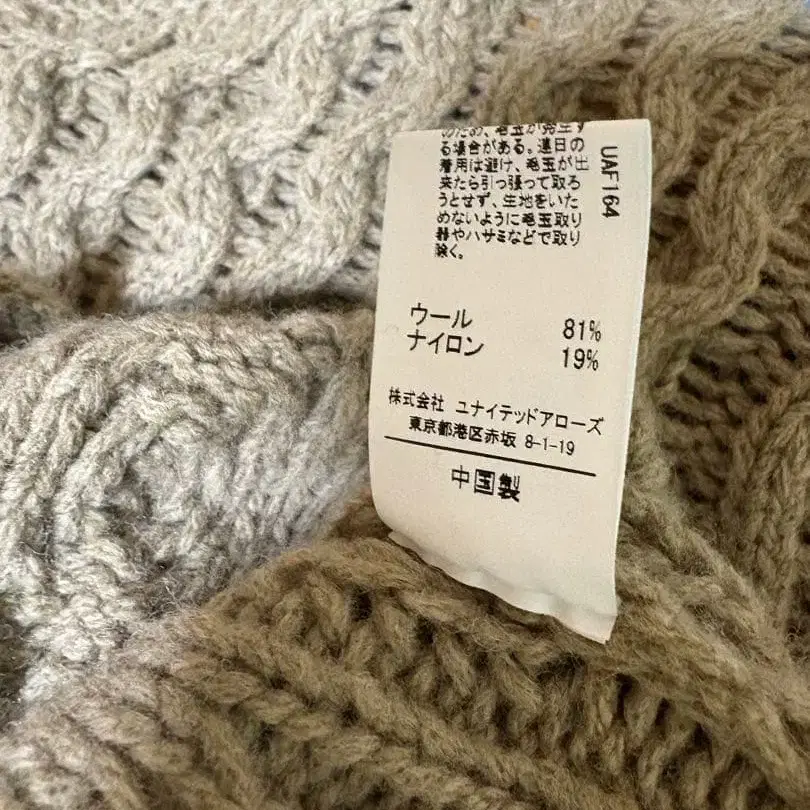 のため、毛玉が発生す
る場合がある。連日の
着用は避け、毛玉が出
来たら引っ張って取ろ
うとせず、生地をいた
めないように毛玉取り
器やハサミなどで取り
除く。
UAF164
ウール 81%
ナイロン 19%
株式会社 ユナイテッドアローズ
東京都港区赤坂 8-1-19
中国製